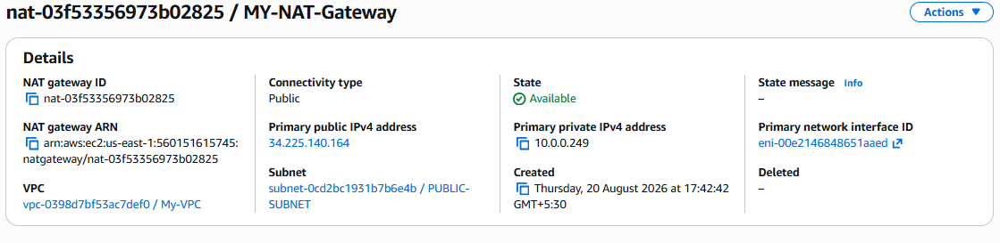 nat-03f53356973b02825 / MY-NAT-Gateway
Actions
Details
NAT gateway ID
nat-03f53356973b02825
Connectivity type
Public
State
Available
State message Info
–
NAT gateway ARN
arn:aws:ec2:us-east-1:560151615745:
natgateway/nat-03f53356973b02825
Primary public IPv4 address
34.225.140.164
Primary private IPv4 address
10.0.0.249
Primary network interface ID
eni-00e2146848651aaed
VPC
vpc-0398d7bf53ac7def0 / My-VPC
Subnet
subnet-0cd2bc1931b7b6e4b / PUBLIC-
SUBNET
Created
Thursday, 20 August 2026 at 17:42:42
GMT+5:30
Deleted
–